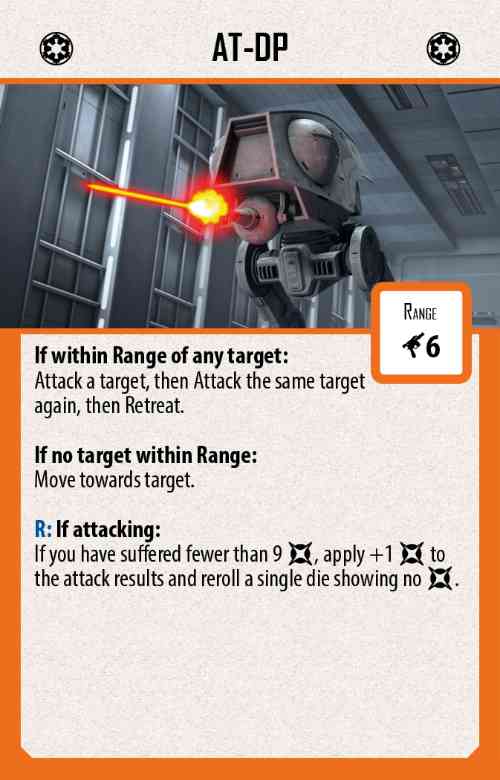 AT-DP
Range
6
If within Range of any target:
Attack a target, then Attack the same target
again, then Retreat.
If no target within Range:
Move towards target.
R: If attacking:
If you have suffered fewer than 9 , apply +1 to
the attack results and reroll a single die showing no .